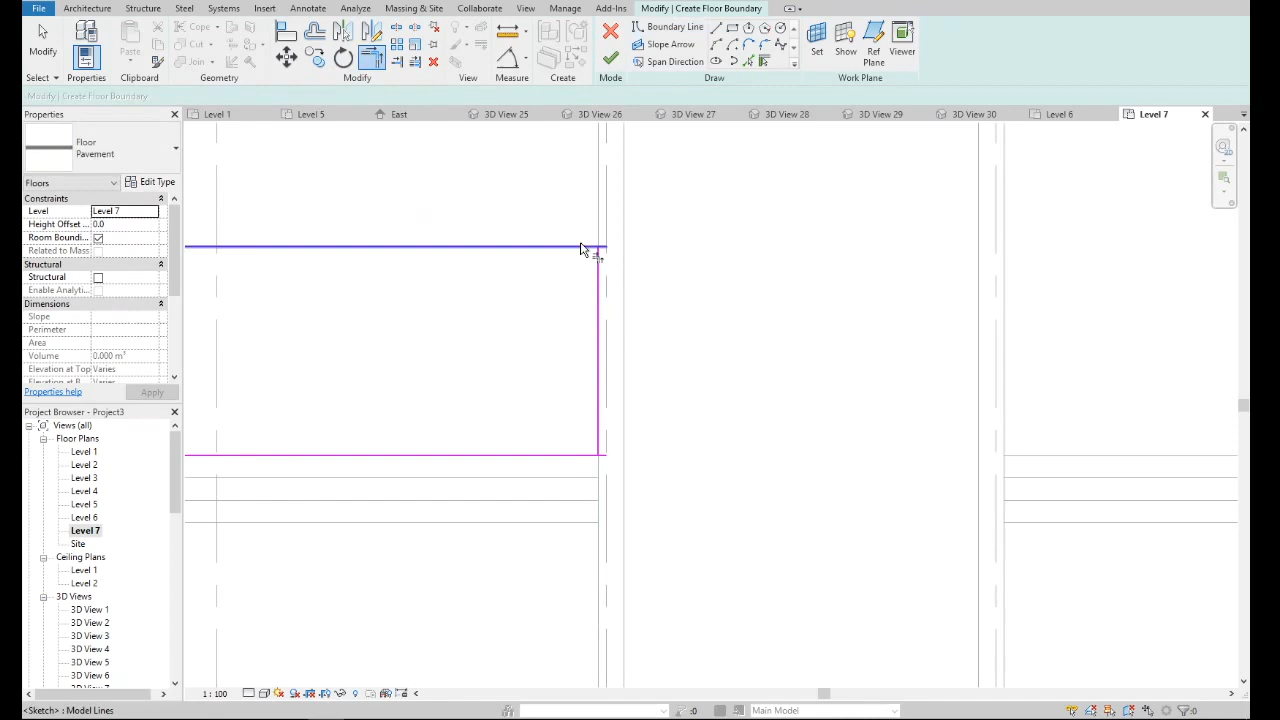 File Architecture Structure Steel Systems Insert Annotate Analyze Massing & Site Collaborate View Manage Add-Ins Modify | Create Floor Boundary
Modify
Paste
Cope
Cut
Join
Boundary Line
Slope Arrow
Span Direction
Set Show Ref Plane Viewer
Select Properties Clipboard Geometry Modify View Measure Create Mode Draw Work Plane
Modify | Create Floor Boundary
Properties
Level 1 Level 5 East 3D View 25 3D View 26 3D View 27 3D View 28 3D View 29 3D View 30 Level 6 Level 7
Floor
Pavement
Floors Edit Type
Constraints
Level Level 7
Height Offset ... 0.0
Room Boundi...
Related to Mass
Structural
Structural
Enable Analyti...
Dimensions
Slope
Perimeter
Area
Volume 0.000 m³
Elevation at Top Varies
Elevation at B... Varies
Properties help Apply
Project Browser - Project3
Views (all)
Floor Plans
Level 1
Level 2
Level 3
Level 4
Level 5
Level 6
Level 7
Site
Ceiling Plans
Level 1
Level 2
3D Views
3D View 1
3D View 2
3D View 3
3D View 4
3D View 5
3D View 6
1 : 100
<Sketch> : Model Lines
:0
Main Model
:0